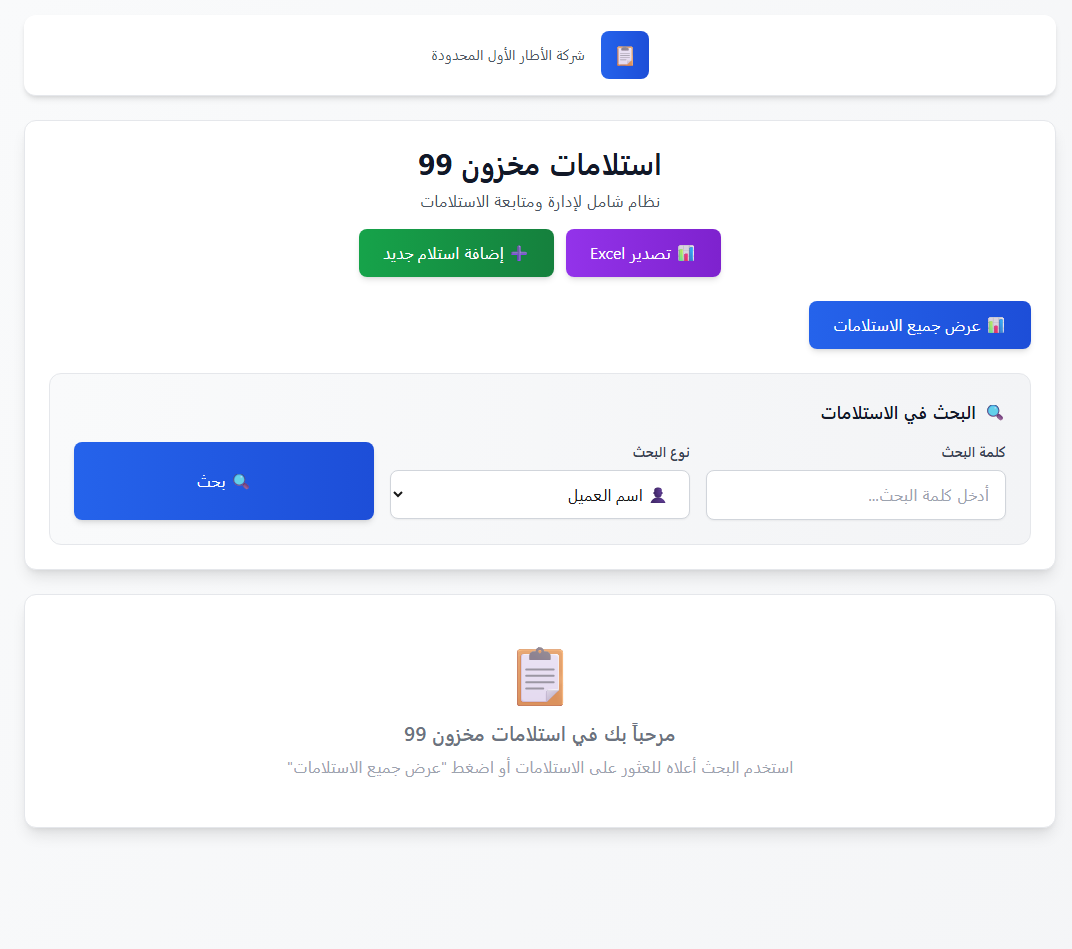 شركة الأطار الأول المحدودة
استلامات مخزون 99
نظام شامل لإدارة ومتابعة الاستلامات
تصدير Excel
إضافة استلام جديد
عرض جميع الاستلامات
البحث في الاستلامات
كلمة البحث
أدخل كلمة البحث...
نوع البحث
اسم العميل
بحث
مرحباً بك في استلامات مخزون 99
استخدم البحث أعلاه للعثور على الاستلامات أو اضغط "عرض جميع الاستلامات"